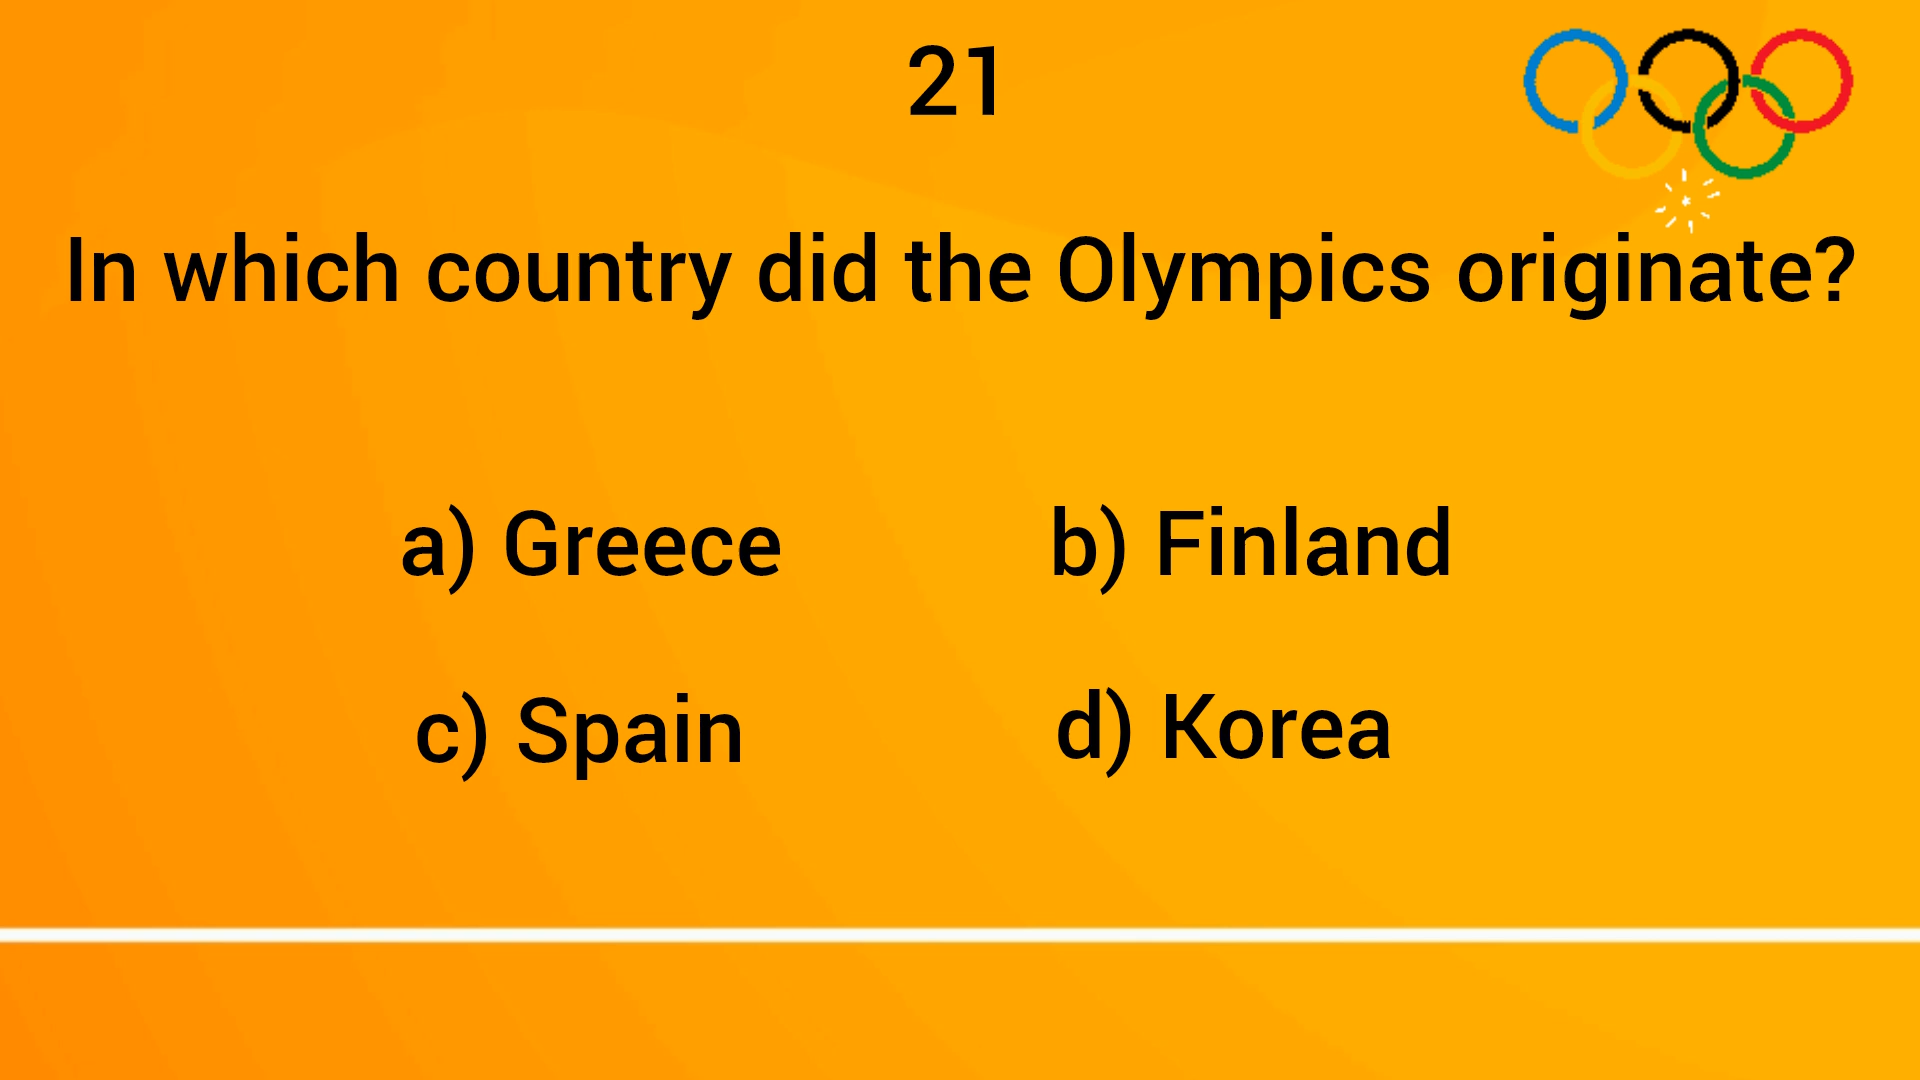 21
In which country did the Olympics originate?
a) Greece
b) Finland
c) Spain
d) Korea